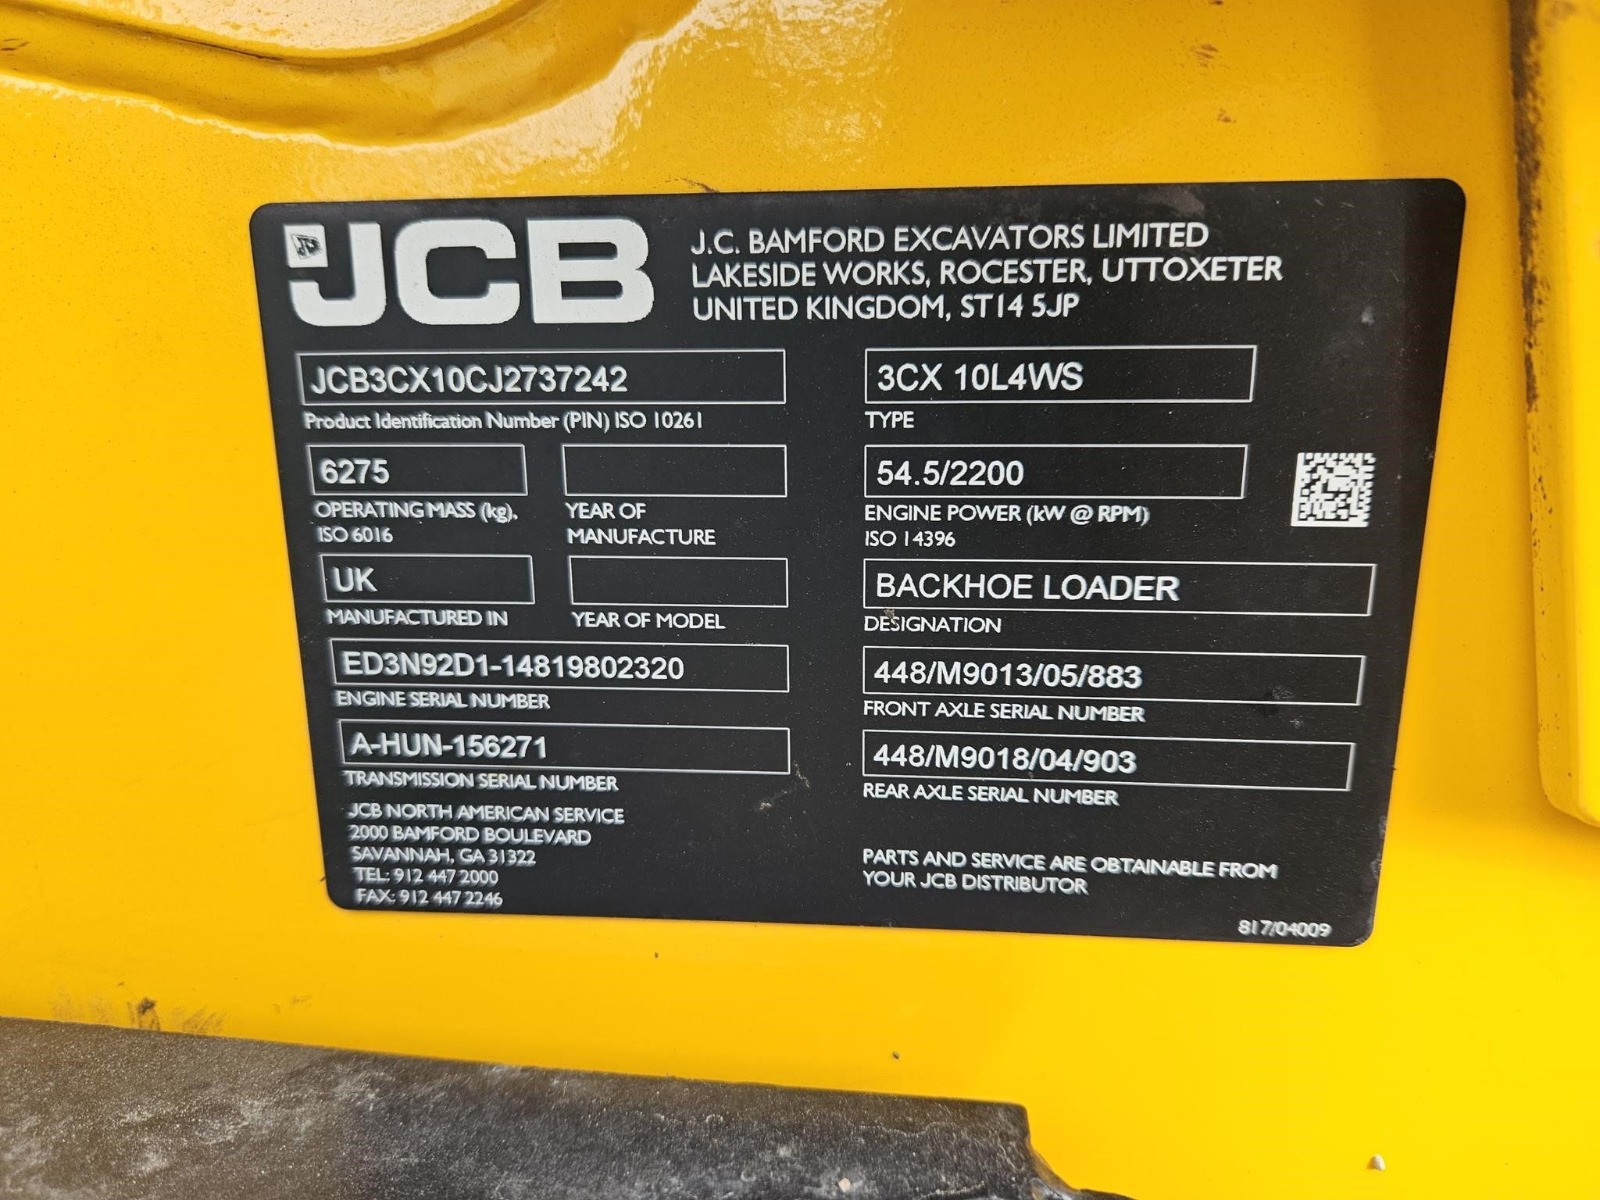 JCB
J.C. BAMFORD EXCAVATORS LIMITED
LAKESIDE WORKS, ROCESTER, UTTOXETER
UNITED KINGDOM, ST14 5JP
JCB3CX10CJ2737242
Product Identification Number (PIN) ISO 10261
3CX 10L4WS
TYPE
6275
OPERATING MASS (kg),
ISO 6016
YEAR OF
MANUFACTURE
54.5/2200
ENGINE POWER (kW @ RPM)
ISO 14396
UK
MANUFACTURED IN
YEAR OF MODEL
BACKHOE LOADER
DESIGNATION
ED3N92D1-14819802320
ENGINE SERIAL NUMBER
448/M9013/05/883
FRONT AXLE SERIAL NUMBER
A-HUN-156271
TRANSMISSION SERIAL NUMBER
448/M9018/04/903
REAR AXLE SERIAL NUMBER
JCB NORTH AMERICAN SERVICE
2000 BAMFORD BOULEVARD
SAVANNAH, GA 31322
TEL: 912 447 2000
FAX: 912 447 2246
PARTS AND SERVICE ARE OBTAINABLE FROM
YOUR JCB DISTRIBUTOR
817/04009